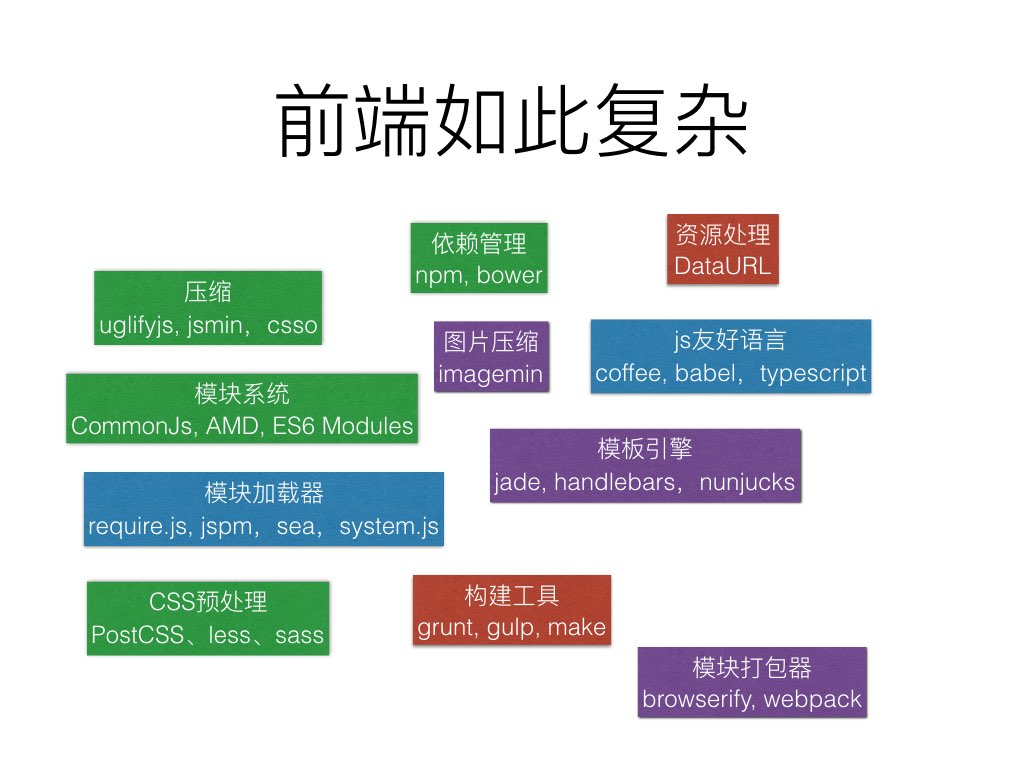 前端如此复杂
依赖管理
npm, bower
资源处理
DataURL
压缩
uglifyjs, jsmin，csso
图片压缩
imagemin
js友好语言
coffee, babel，typescript
模块系统
CommonJs, AMD, ES6 Modules
模板引擎
jade, handlebars，nunjucks
模块加载器
require.js, jspm，sea，system.js
CSS预处理
PostCSS、less、sass
构建工具
grunt, gulp, make
模块打包器
browserify, webpack